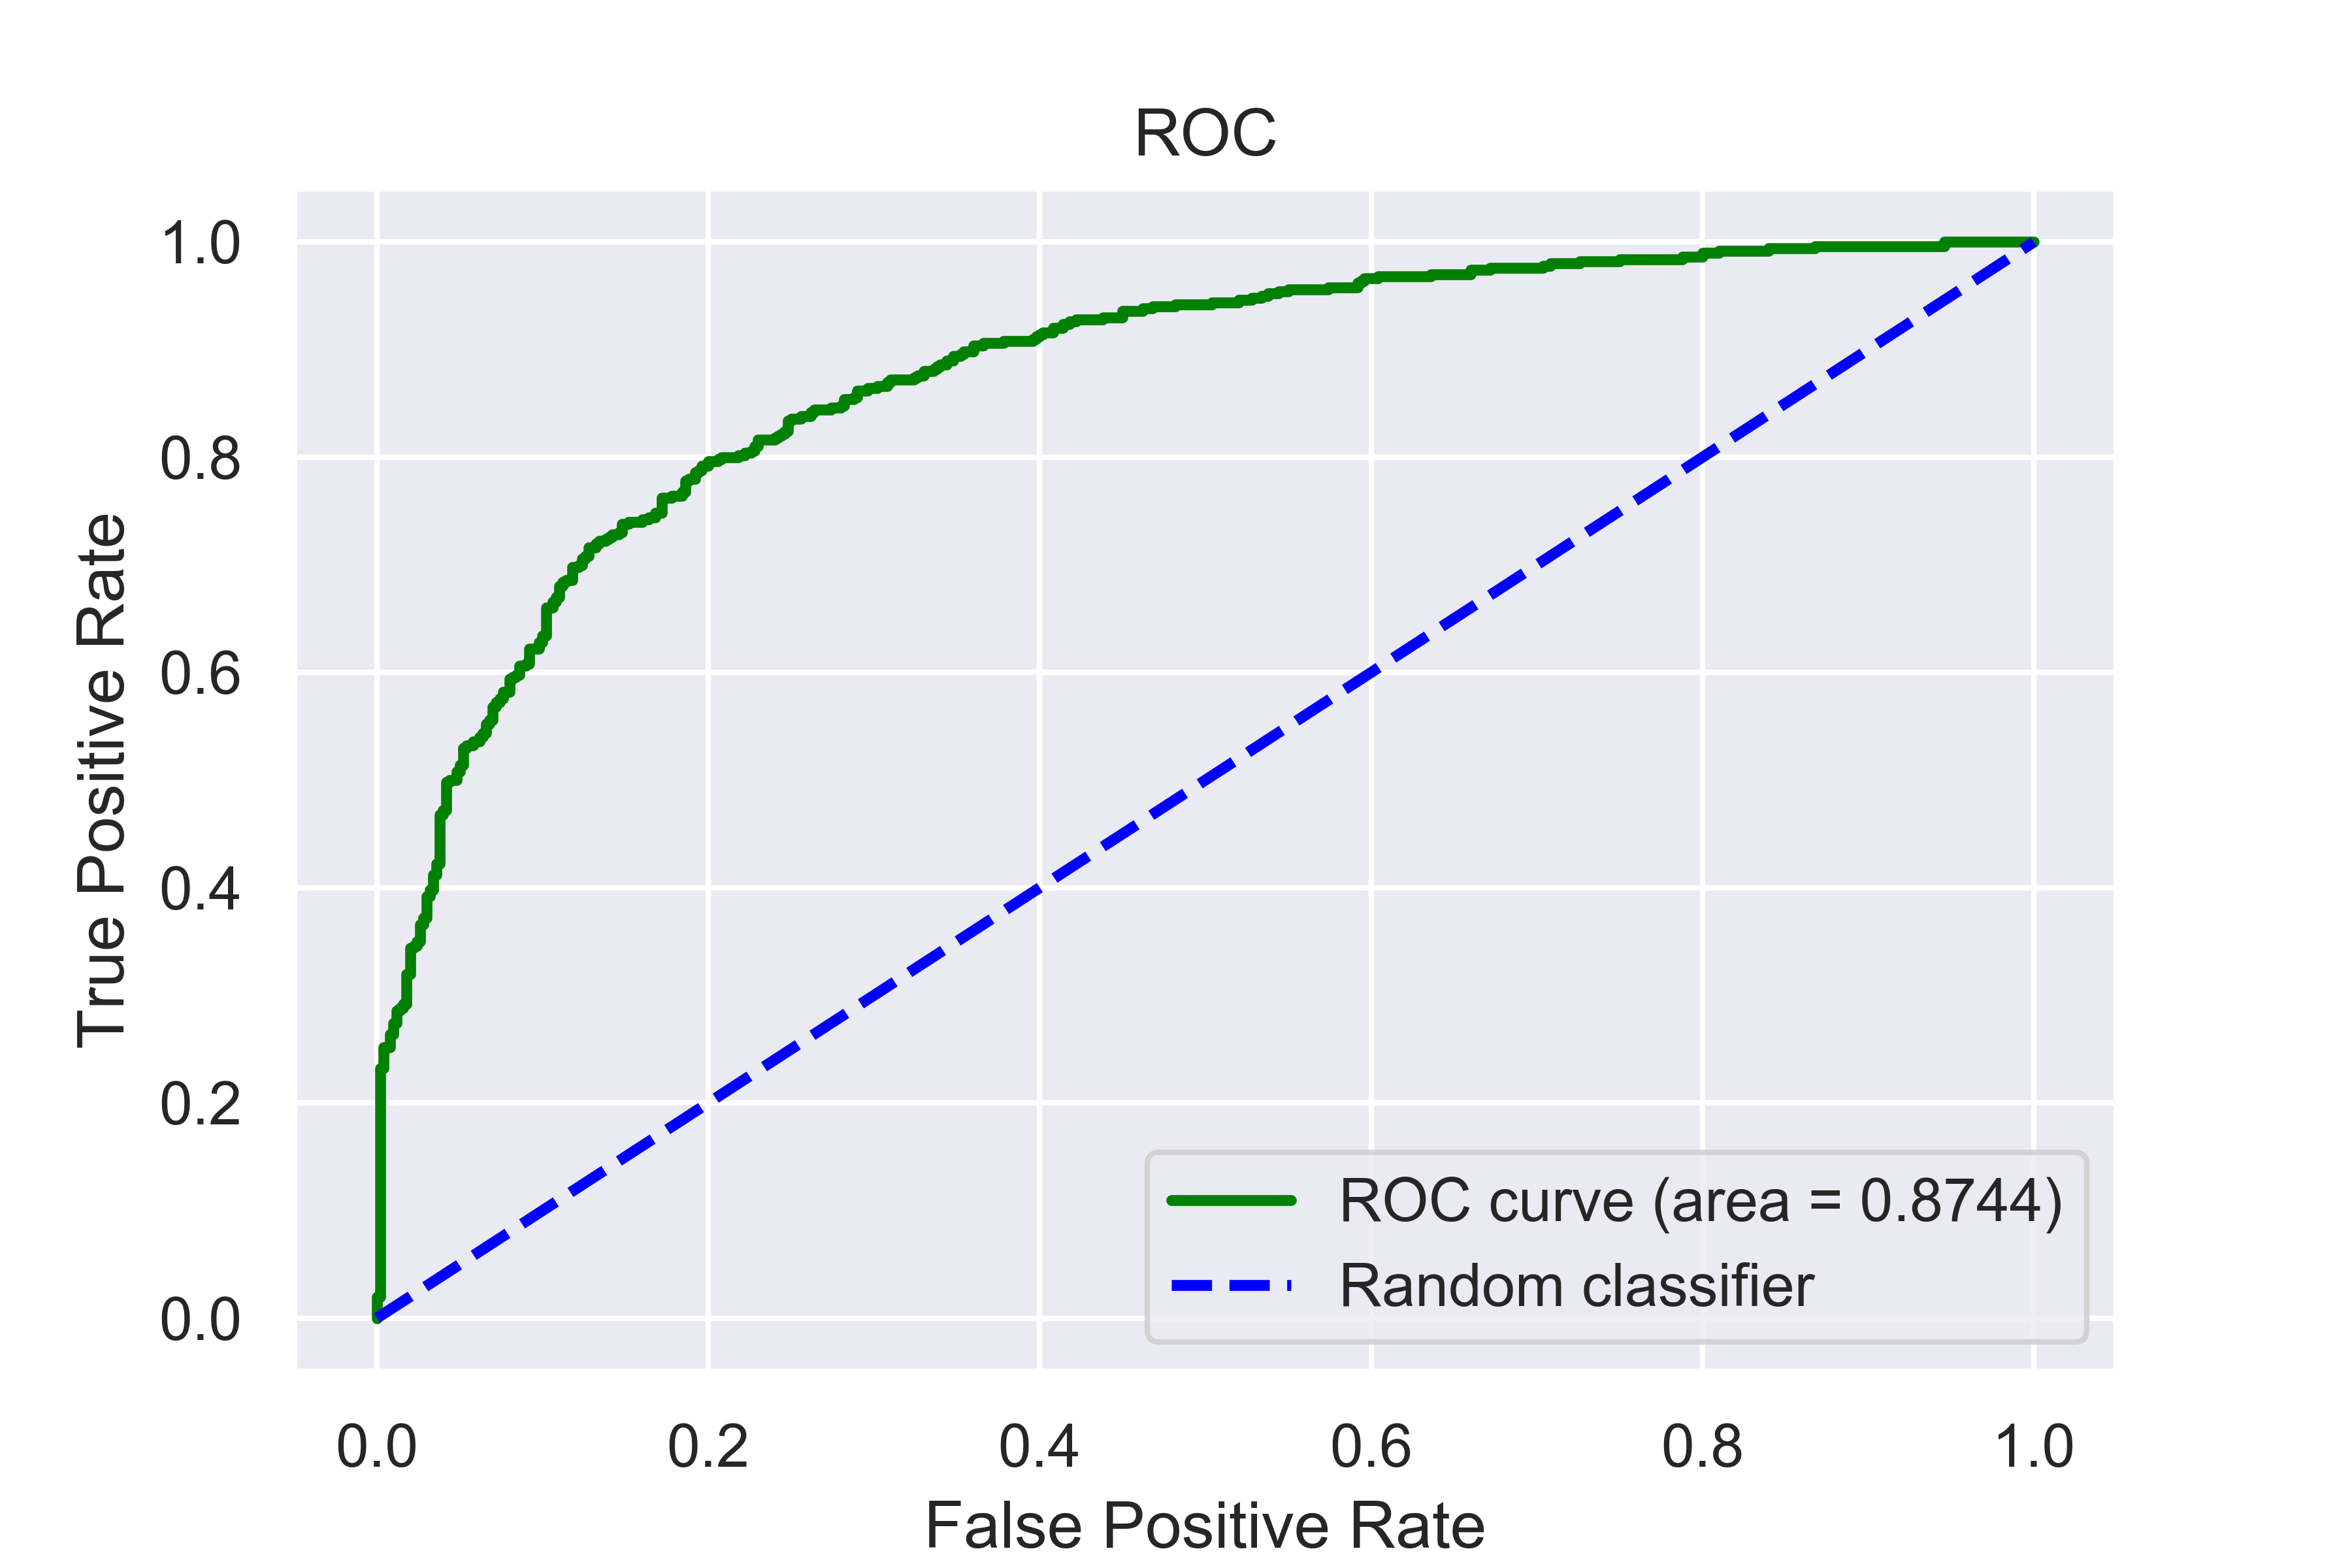 ROC
1.0
0.8
0.6
0.4
0.2
0.0
True Positive Rate
ROC curve (area = 0.8744)
Random classifier
0.0 0.2 0.4 0.6 0.8 1.0
False Positive Rate